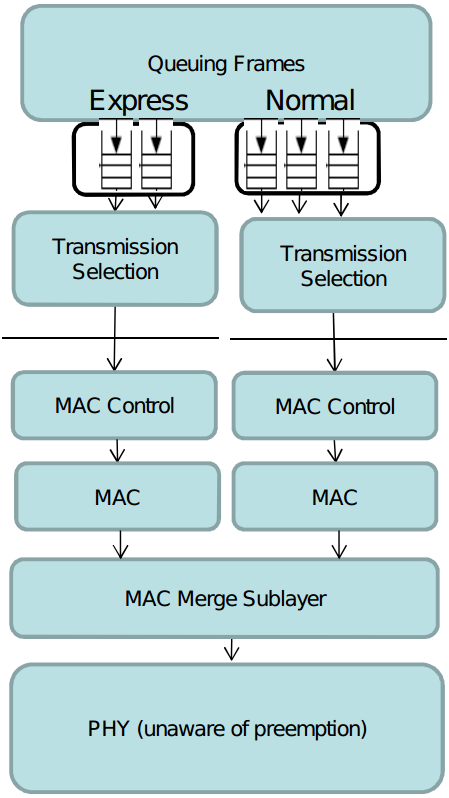 Queuing Frames
Express Normal
Transmission
Selection
Transmission
Selection
MAC Control
MAC Control
MAC
MAC
MAC Merge Sublayer
PHY (unaware of preemption)